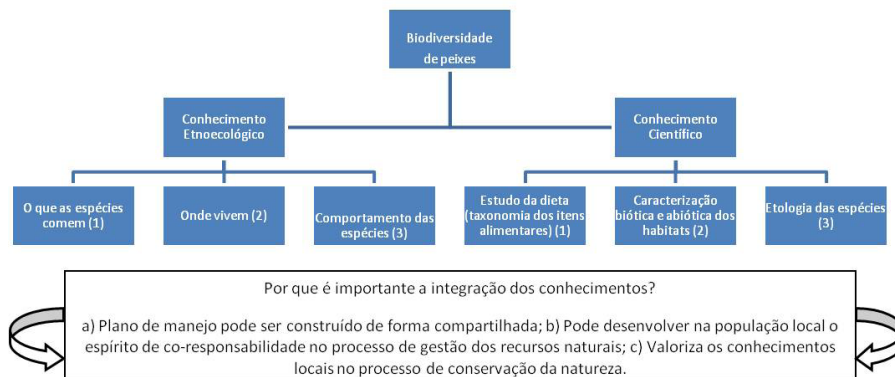 Biodiversidade
de peixes
Conhecimento
Etnoecológico
Conhecimento
Científico
O que as espécies
comem (1)
Onde vivem (2)
Comportamento das
espécies (3)
Estudo da dieta
(taxonomia dos itens
alimentares) (1)
Caracterização
biótica e abiótica dos
habitats (2)
Etologia das espécies
(3)
Por que é importante a integração dos conhecimentos?
a) Plano de manejo pode ser construído de forma compartilhada; b) Pode desenvolver na população local o
espírito de co-responsabilidade no processo de gestão dos recursos naturais; c) Valoriza os conhecimentos
locais no processo de conservação da natureza.